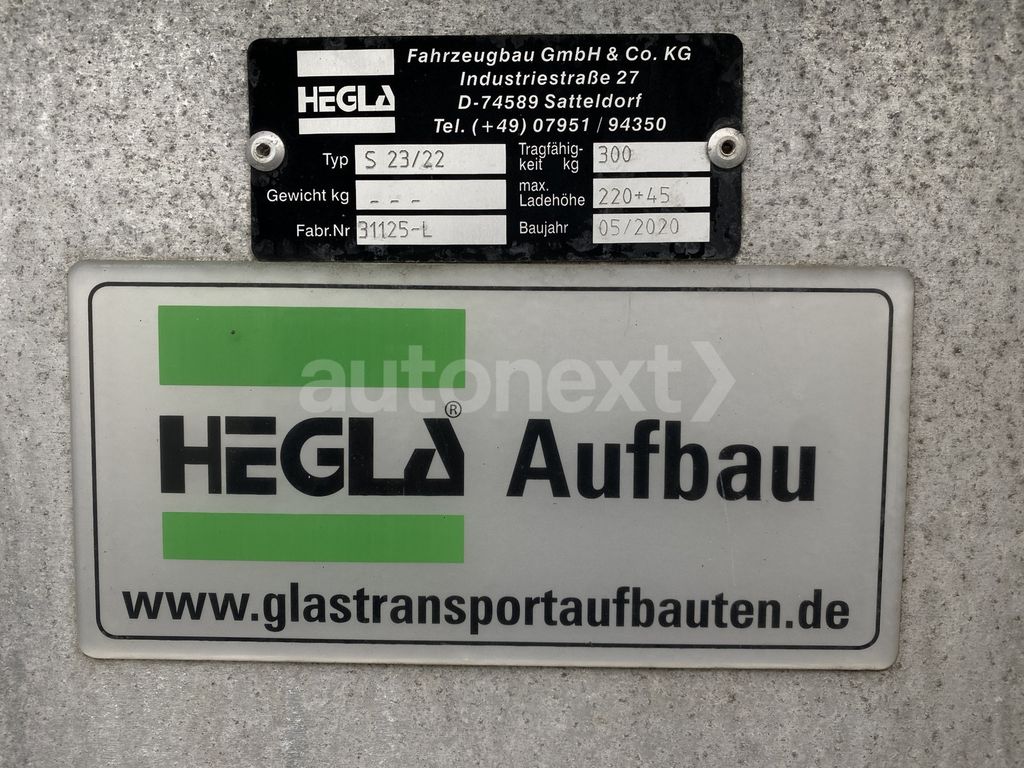 HEGLA
Fahrzeugbau GmbH & Co. KG
Industriestraße 27
D-74589 Satteldorf
Tel. (+49) 07951 / 94350
Typ S 23/22
Tragfähig-
keit kg 300
Gewicht kg - - -
max.
Ladehöhe 220+45
Fabr.Nr 31125-L
Baujahr 05/2020
autonext
HEGLA® Aufbau
www.glastransportaufbauten.de